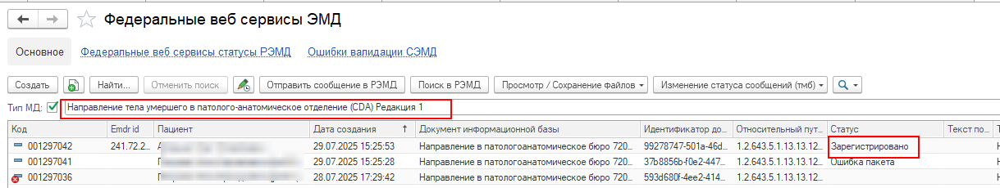 Федеральные веб сервисы ЭМД
Основное Федеральные веб сервисы статусы РЭМД Ошибки валидации СЭМД
Создать Найти... Отменить поиск Отправить сообщение в РЭМД Поиск в РЭМД Просмотр / Сохранение файлов Изменение статуса сообщений (тмб)
Тип МД: Направление тела умершего в патолого-анатомическое отделение (CDA) Редакция 1
Код Emdr id Пациент Дата создания ↑ Документ информационной базы Идентификатор до... Относительный пут... Статус Текст по...
001297042 241.72.2... 29.07.2025 15:25:53 Направление в патологоанатомическое бюро 720... 99278747-501a-46d... 1.2.643.5.1.13.13.12... Зарегистрировано
001297041 29.07.2025 15:25:28 Направление в патологоанатомическое бюро 720... 37b8856b-f0e2-447... 1.2.643.5.1.13.13.12... Ошибка пакета
001297036 28.07.2025 17:29:42 Направление в патологоанатомическое бюро 720... 593d680f-4ee2-414... 1.2.643.5.1.13.13.12...